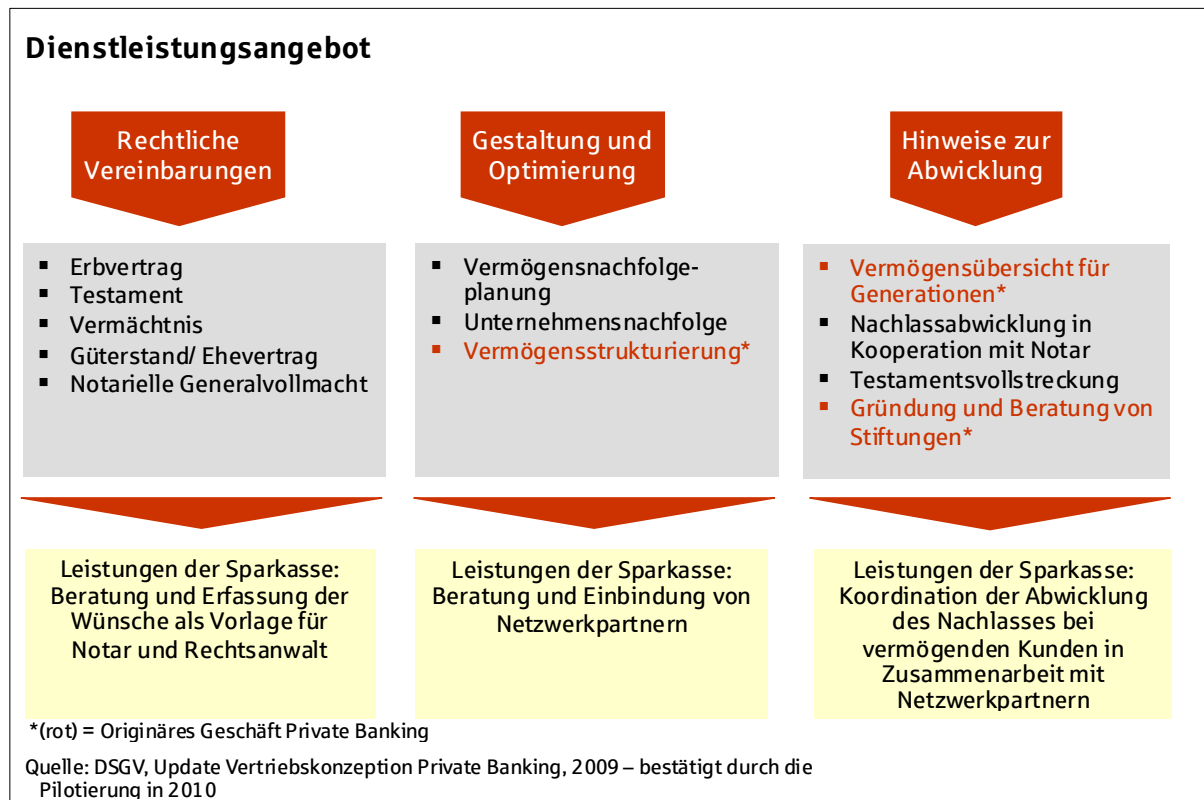 Dienstleistungsangebot
Rechtliche
Vereinbarungen
▪ Erbvertrag
▪ Testament
▪ Vermächtnis
▪ Güterstand/ Ehevertrag
▪ Notarielle Generalvollmacht
Leistungen der Sparkasse:
Beratung und Erfassung der
Wünsche als Vorlage für
Notar und Rechtsanwalt
Gestaltung und
Optimierung
▪ Vermögensnachfolge-
planung
▪ Unternehmensnachfolge
▪ Vermögensstrukturierung*
Leistungen der Sparkasse:
Beratung und Einbindung von
Netzwerkpartnern
Hinweise zur
Abwicklung
▪ Vermögensübersicht für
Generationen*
▪ Nachlassabwicklung in
Kooperation mit Notar
▪ Testamentsvollstreckung
▪ Gründung und Beratung von
Stiftungen*
Leistungen der Sparkasse:
Koordination der Abwicklung
des Nachlasses bei
vermögenden Kunden in
Zusammenarbeit mit
Netzwerkpartnern
*(rot) = Originäres Geschäft Private Banking
Quelle: DSGV, Update Vertriebskonzeption Private Banking, 2009 – bestätigt durch die
Pilotierung in 2010